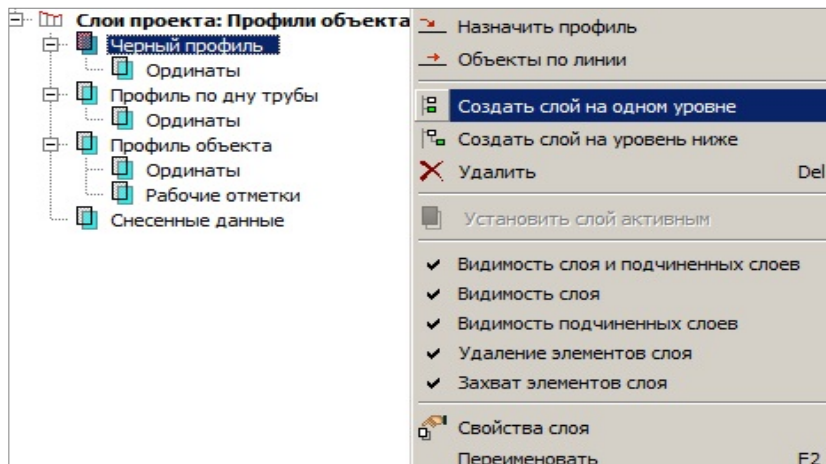 Слои проекта: Профили объекта
Черный профиль
Ординаты
Профиль по дну трубы
Ординаты
Профиль объекта
Ординаты
Рабочие отметки
Снесенные данные
Назначить профиль
Объекты по линии
Создать слой на одном уровне
Создать слой на уровень ниже
Удалить Del
Установить слой активным
Видимость слоя и подчиненных слоев
Видимость слоя
Видимость подчиненных слоев
Удаление элементов слоя
Захват элементов слоя
Свойства слоя
Переименовать F2